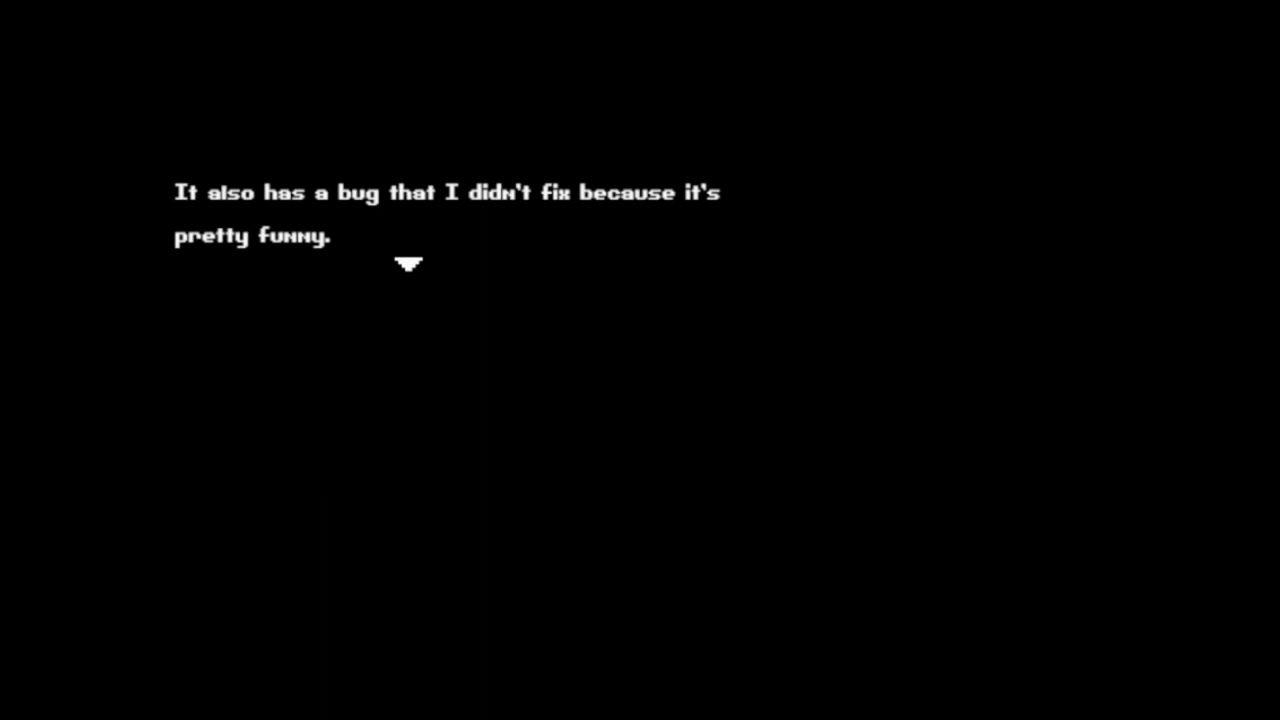 It also has a bug that I didn't fix because it's
pretty funny.